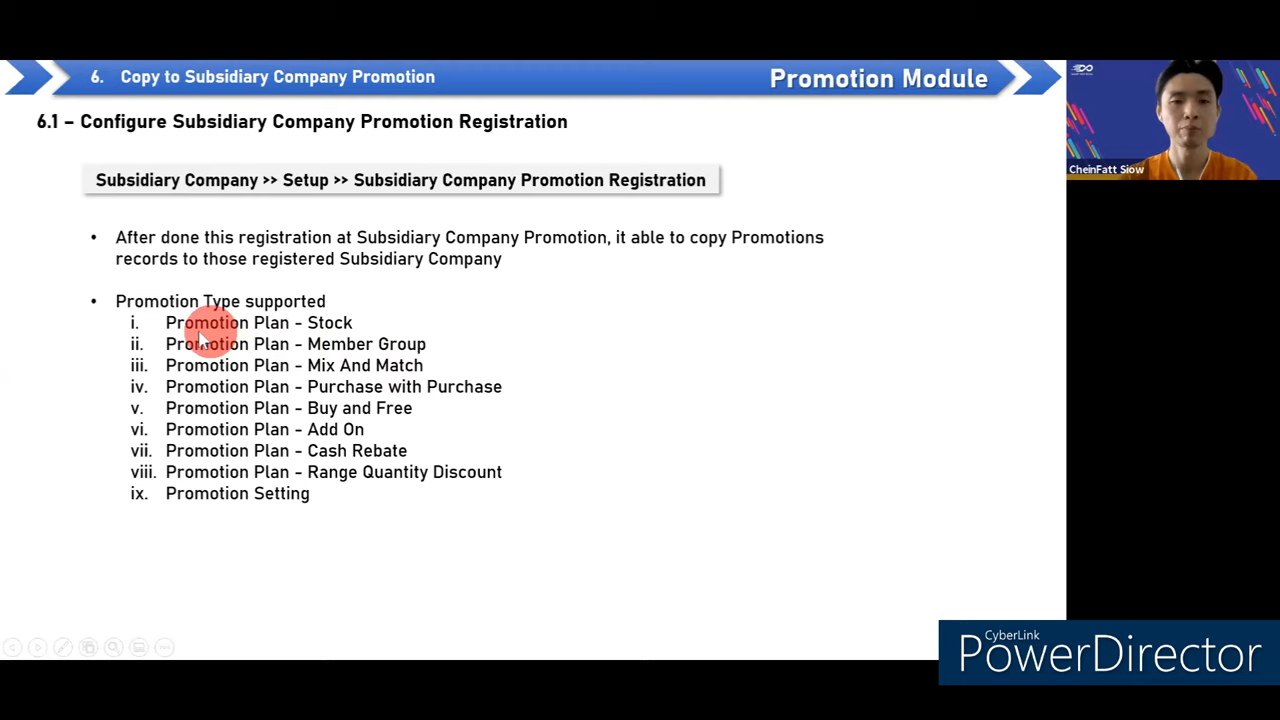 6. Copy to Subsidiary Company Promotion
Promotion Module
6.1 – Configure Subsidiary Company Promotion Registration
Subsidiary Company >> Setup >> Subsidiary Company Promotion Registration
• After done this registration at Subsidiary Company Promotion, it able to copy Promotions
records to those registered Subsidiary Company
• Promotion Type supported
i. Promotion Plan - Stock
ii. Promotion Plan - Member Group
iii. Promotion Plan - Mix And Match
iv. Promotion Plan - Purchase with Purchase
v. Promotion Plan - Buy and Free
vi. Promotion Plan - Add On
vii. Promotion Plan - Cash Rebate
viii. Promotion Plan - Range Quantity Discount
ix. Promotion Setting
CheinFatt Siow
CyberLink
PowerDirector